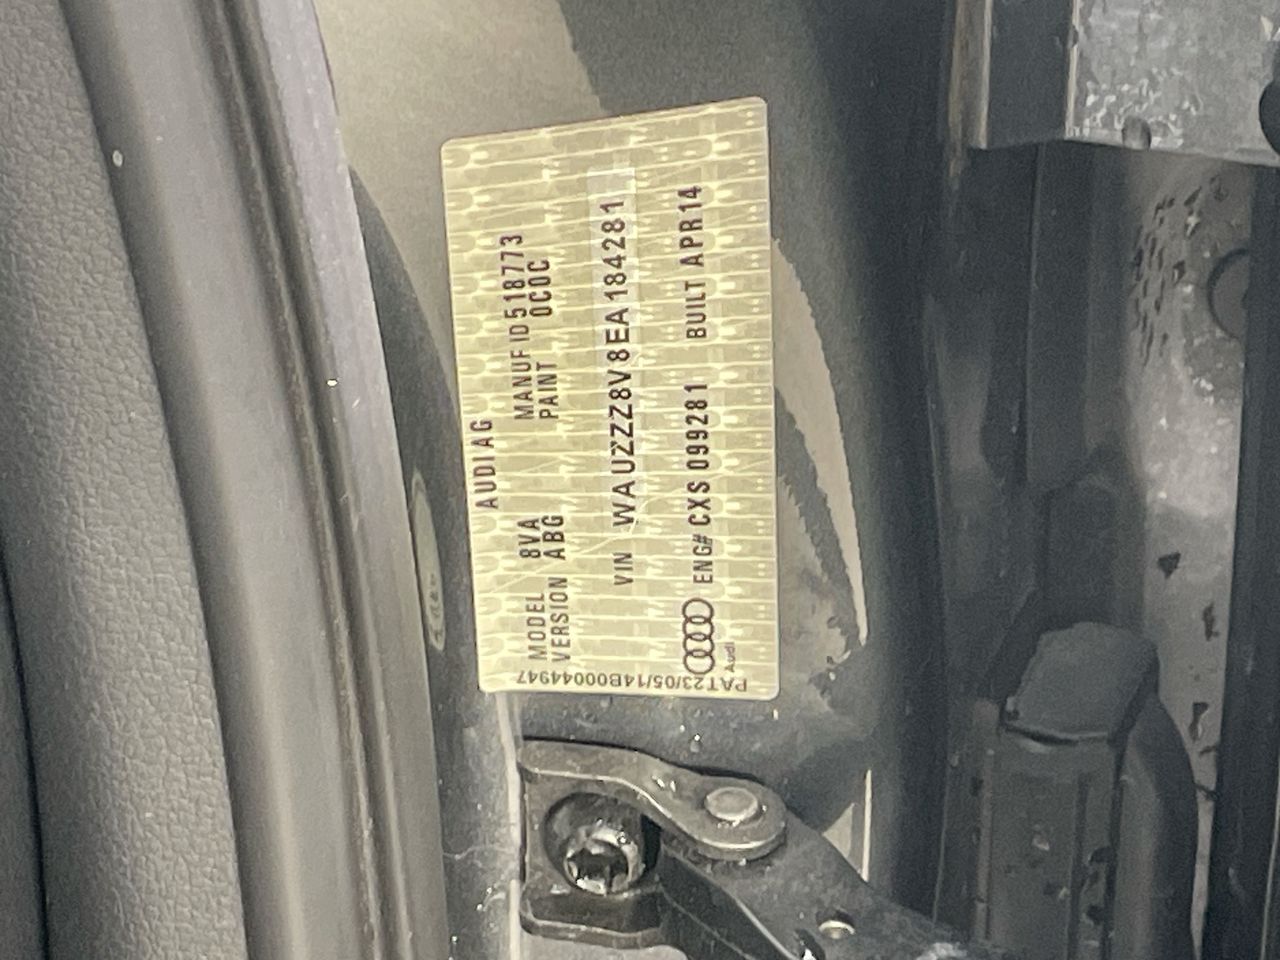 AUDI AG
MODEL 8VA MANUF ID 518773
VERSION ABG PAINT 0C0C
VIN WAUZZZ8V8EA184281
ENG# CXS 099281 BUILT APR14
Audi
PAT23/05/14B00044947